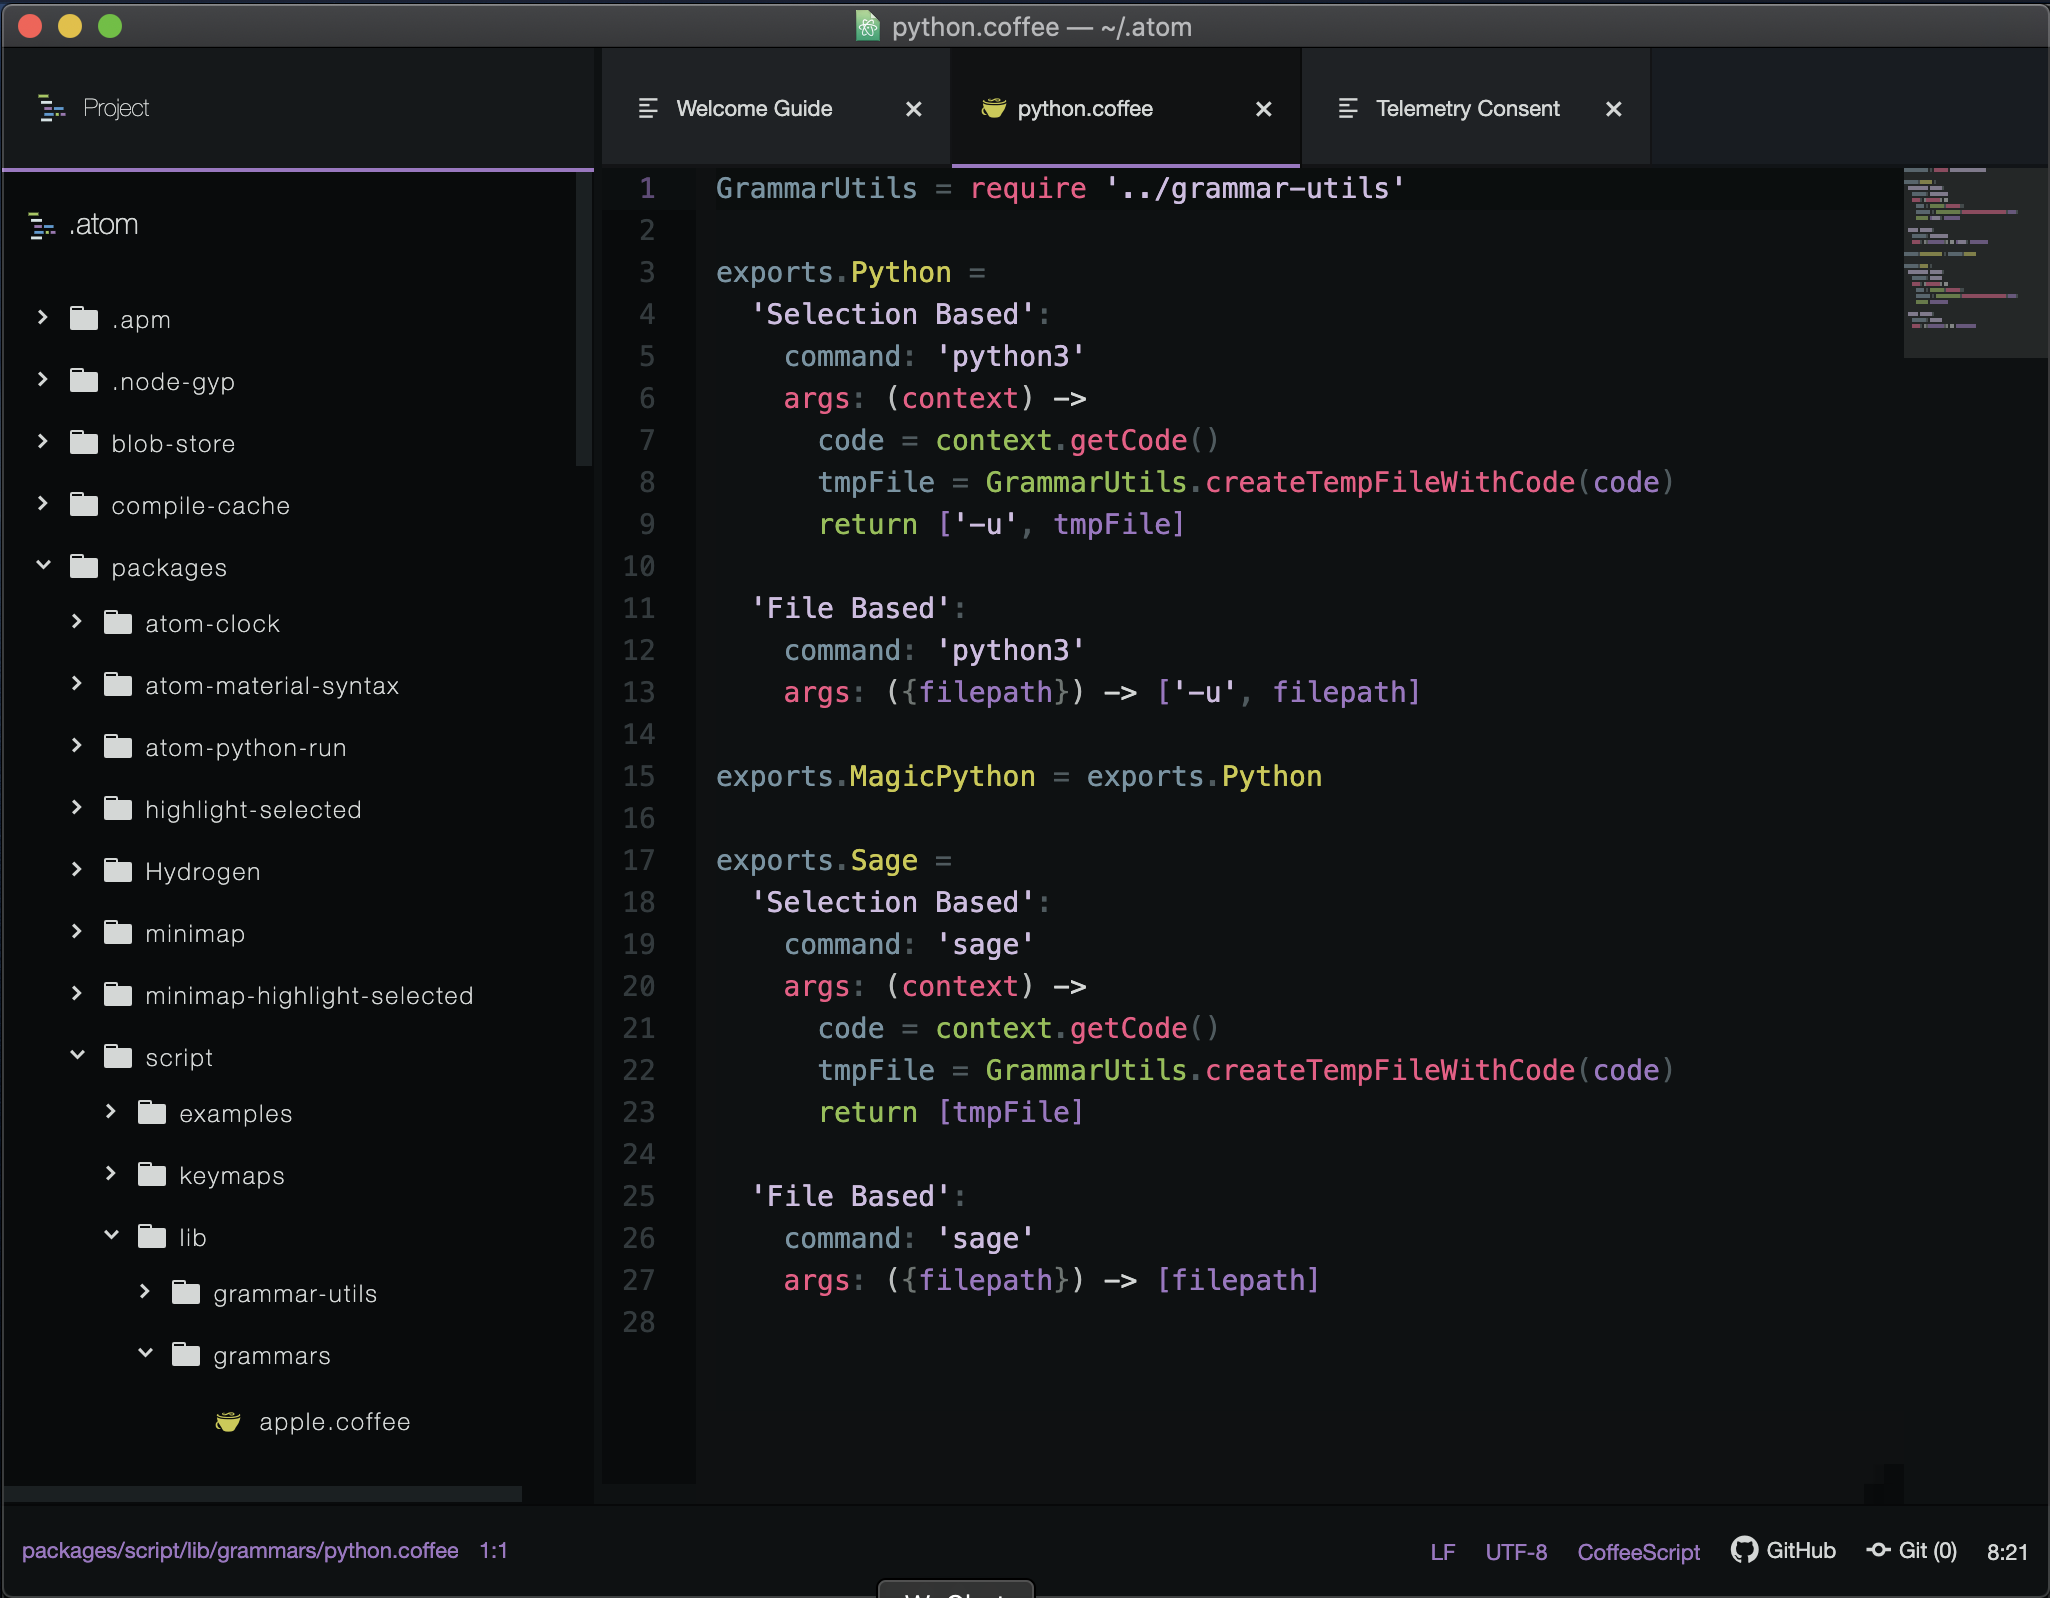 python.coffee — ~/.atom
Project
Welcome Guide
python.coffee
Telemetry Consent
.atom
.apm
.node-gyp
blob-store
compile-cache
packages
atom-clock
atom-material-syntax
atom-python-run
highlight-selected
Hydrogen
minimap
minimap-highlight-selected
script
examples
keymaps
lib
grammar-utils
grammars
apple.coffee
1 GrammarUtils = require '../grammar-utils'
2
3 exports.Python =
4 'Selection Based':
5 command: 'python3'
6 args: (context) ->
7 code = context.getCode()
8 tmpFile = GrammarUtils.createTempFileWithCode(code)
9 return ['-u', tmpFile]
10
11 'File Based':
12 command: 'python3'
13 args: ({filepath}) -> ['-u', filepath]
14
15 exports.MagicPython = exports.Python
16
17 exports.Sage =
18 'Selection Based':
19 command: 'sage'
20 args: (context) ->
21 code = context.getCode()
22 tmpFile = GrammarUtils.createTempFileWithCode(code)
23 return [tmpFile]
24
25 'File Based':
26 command: 'sage'
27 args: ({filepath}) -> [filepath]
28
packages/script/lib/grammars/python.coffee 1:1 LF UTF-8 CoffeeScript GitHub Git (0) 8:21